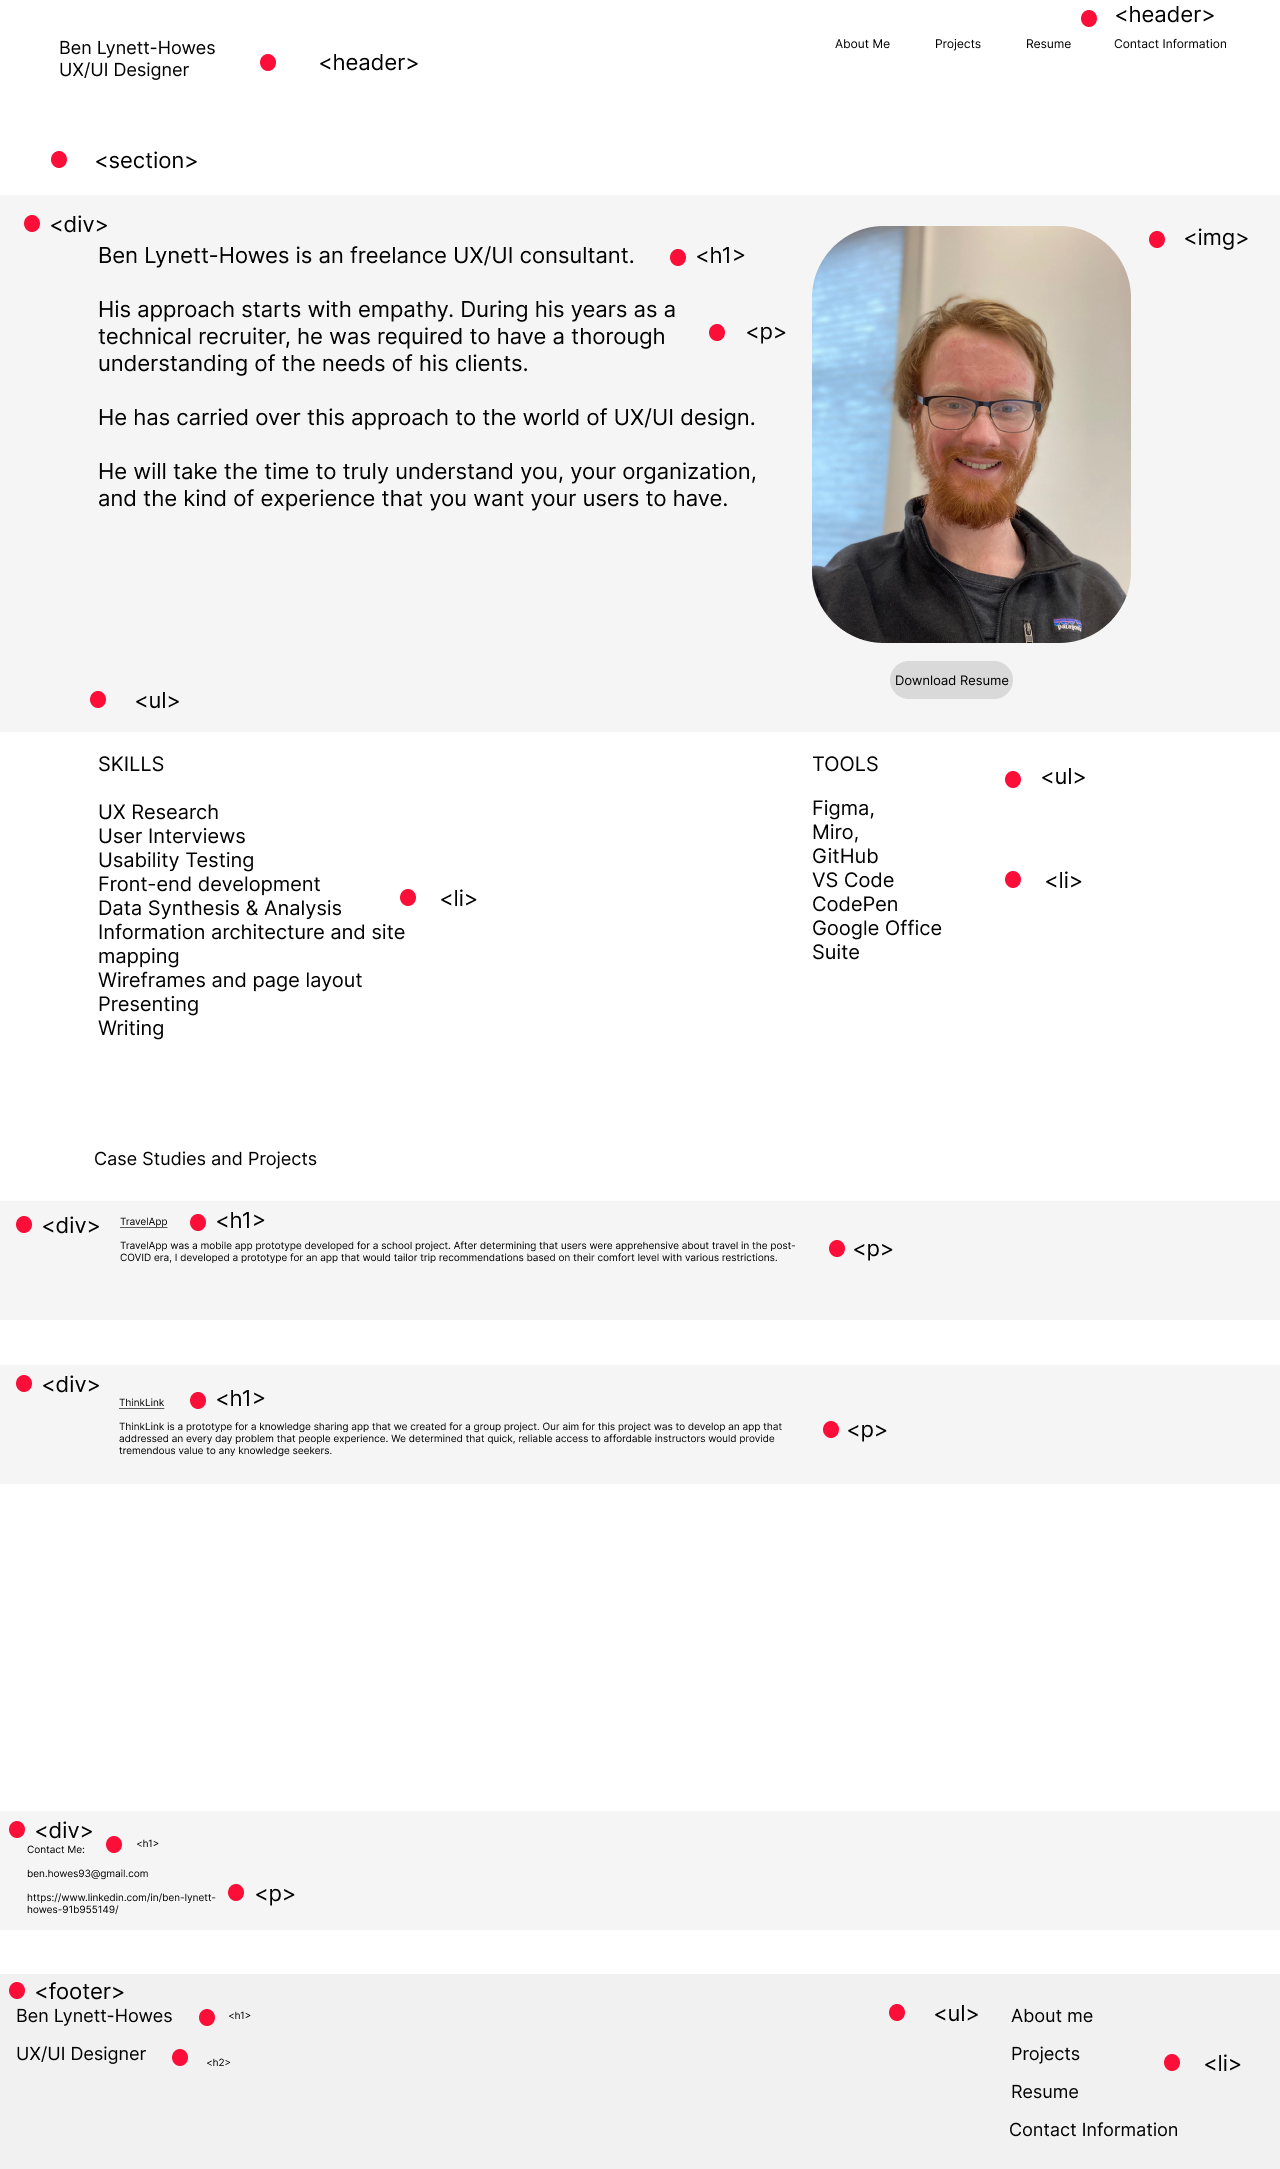 <header>
Ben Lynett-Howes
UX/UI Designer
<header>
About Me
Projects
Resume
Contact Information
<section>
<div>
Ben Lynett-Howes is an freelance UX/UI consultant.
<h1>
<img>
His approach starts with empathy. During his years as a
technical recruiter, he was required to have a thorough
understanding of the needs of his clients.
<p>
He has carried over this approach to the world of UX/UI design.
He will take the time to truly understand you, your organization,
and the kind of experience that you want your users to have.
Download Resume
<ul>
SKILLS
UX Research
User Interviews
Usability Testing
Front-end development
Data Synthesis & Analysis
Information architecture and site
mapping
Wireframes and page layout
Presenting
Writing
<li>
TOOLS
<ul>
Figma,
Miro,
GitHub
VS Code
CodePen
Google Office
Suite
<li>
Case Studies and Projects
<div>
TravelApp
<h1>
TravelApp was a mobile app prototype developed for a school project. After determining that users were apprehensive about travel in the post-
COVID era, I developed a prototype for an app that would tailor trip recommendations based on their comfort level with various restrictions.
<p>
<div>
ThinkLink
<h1>
ThinkLink is a prototype for a knowledge sharing app that we created for a group project. Our aim for this project was to develop an app that
addressed an every day problem that people experience. We determined that quick, reliable access to affordable instructors would provide
tremendous value to any knowledge seekers.
<p>
<div>
Contact Me:
<h1>
ben.howes93@gmail.com
https://www.linkedin.com/in/ben-lynett-
howes-91b955149/
<p>
<footer>
Ben Lynett-Howes
<h1>
UX/UI Designer
<h2>
<ul>
About me
Projects
<li>
Resume
Contact Information